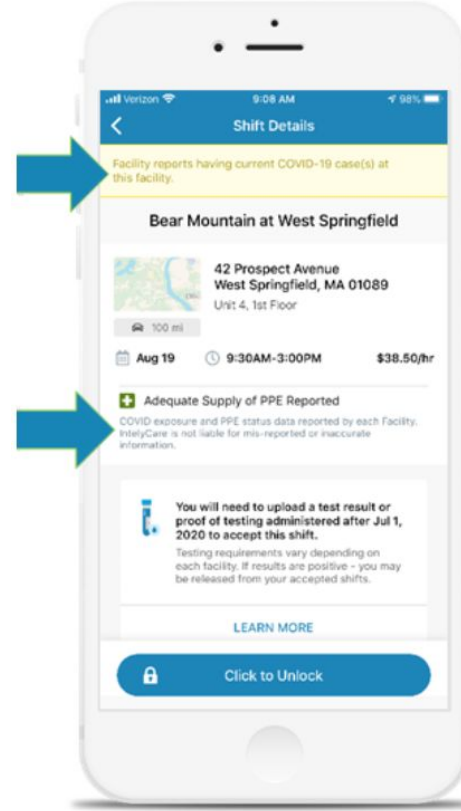 Verizon 9:08 AM 98%
Shift Details
Facility reports having current COVID-19 case(s) at
this facility.
Bear Mountain at West Springfield
42 Prospect Avenue
West Springfield, MA 01089
Unit 4, 1st Floor
100 mi
Aug 19 9:30AM-3:00PM $38.50/hr
Adequate Supply of PPE Reported
COVID exposure and PPE status data reported by each Facility.
IntelyCare is not liable for mis-reported or inaccurate
information.
You will need to upload a test result or
proof of testing administered after Jul 1,
2020 to accept this shift.
Testing requirements vary depending on
each facility. If results are positive - you may
be released from your accepted shifts.
LEARN MORE
Click to Unlock